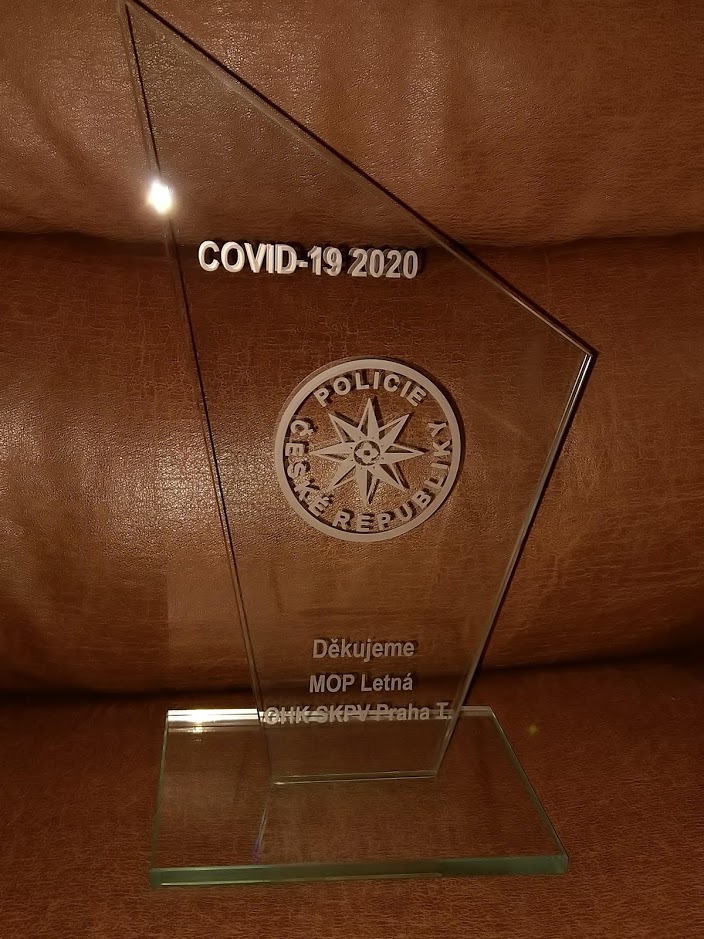 COVID-19 2020
POLICIE
ČESKÉ REPUBLIKY
Děkujeme
MOP Letná
OHK SKPV Praha I.